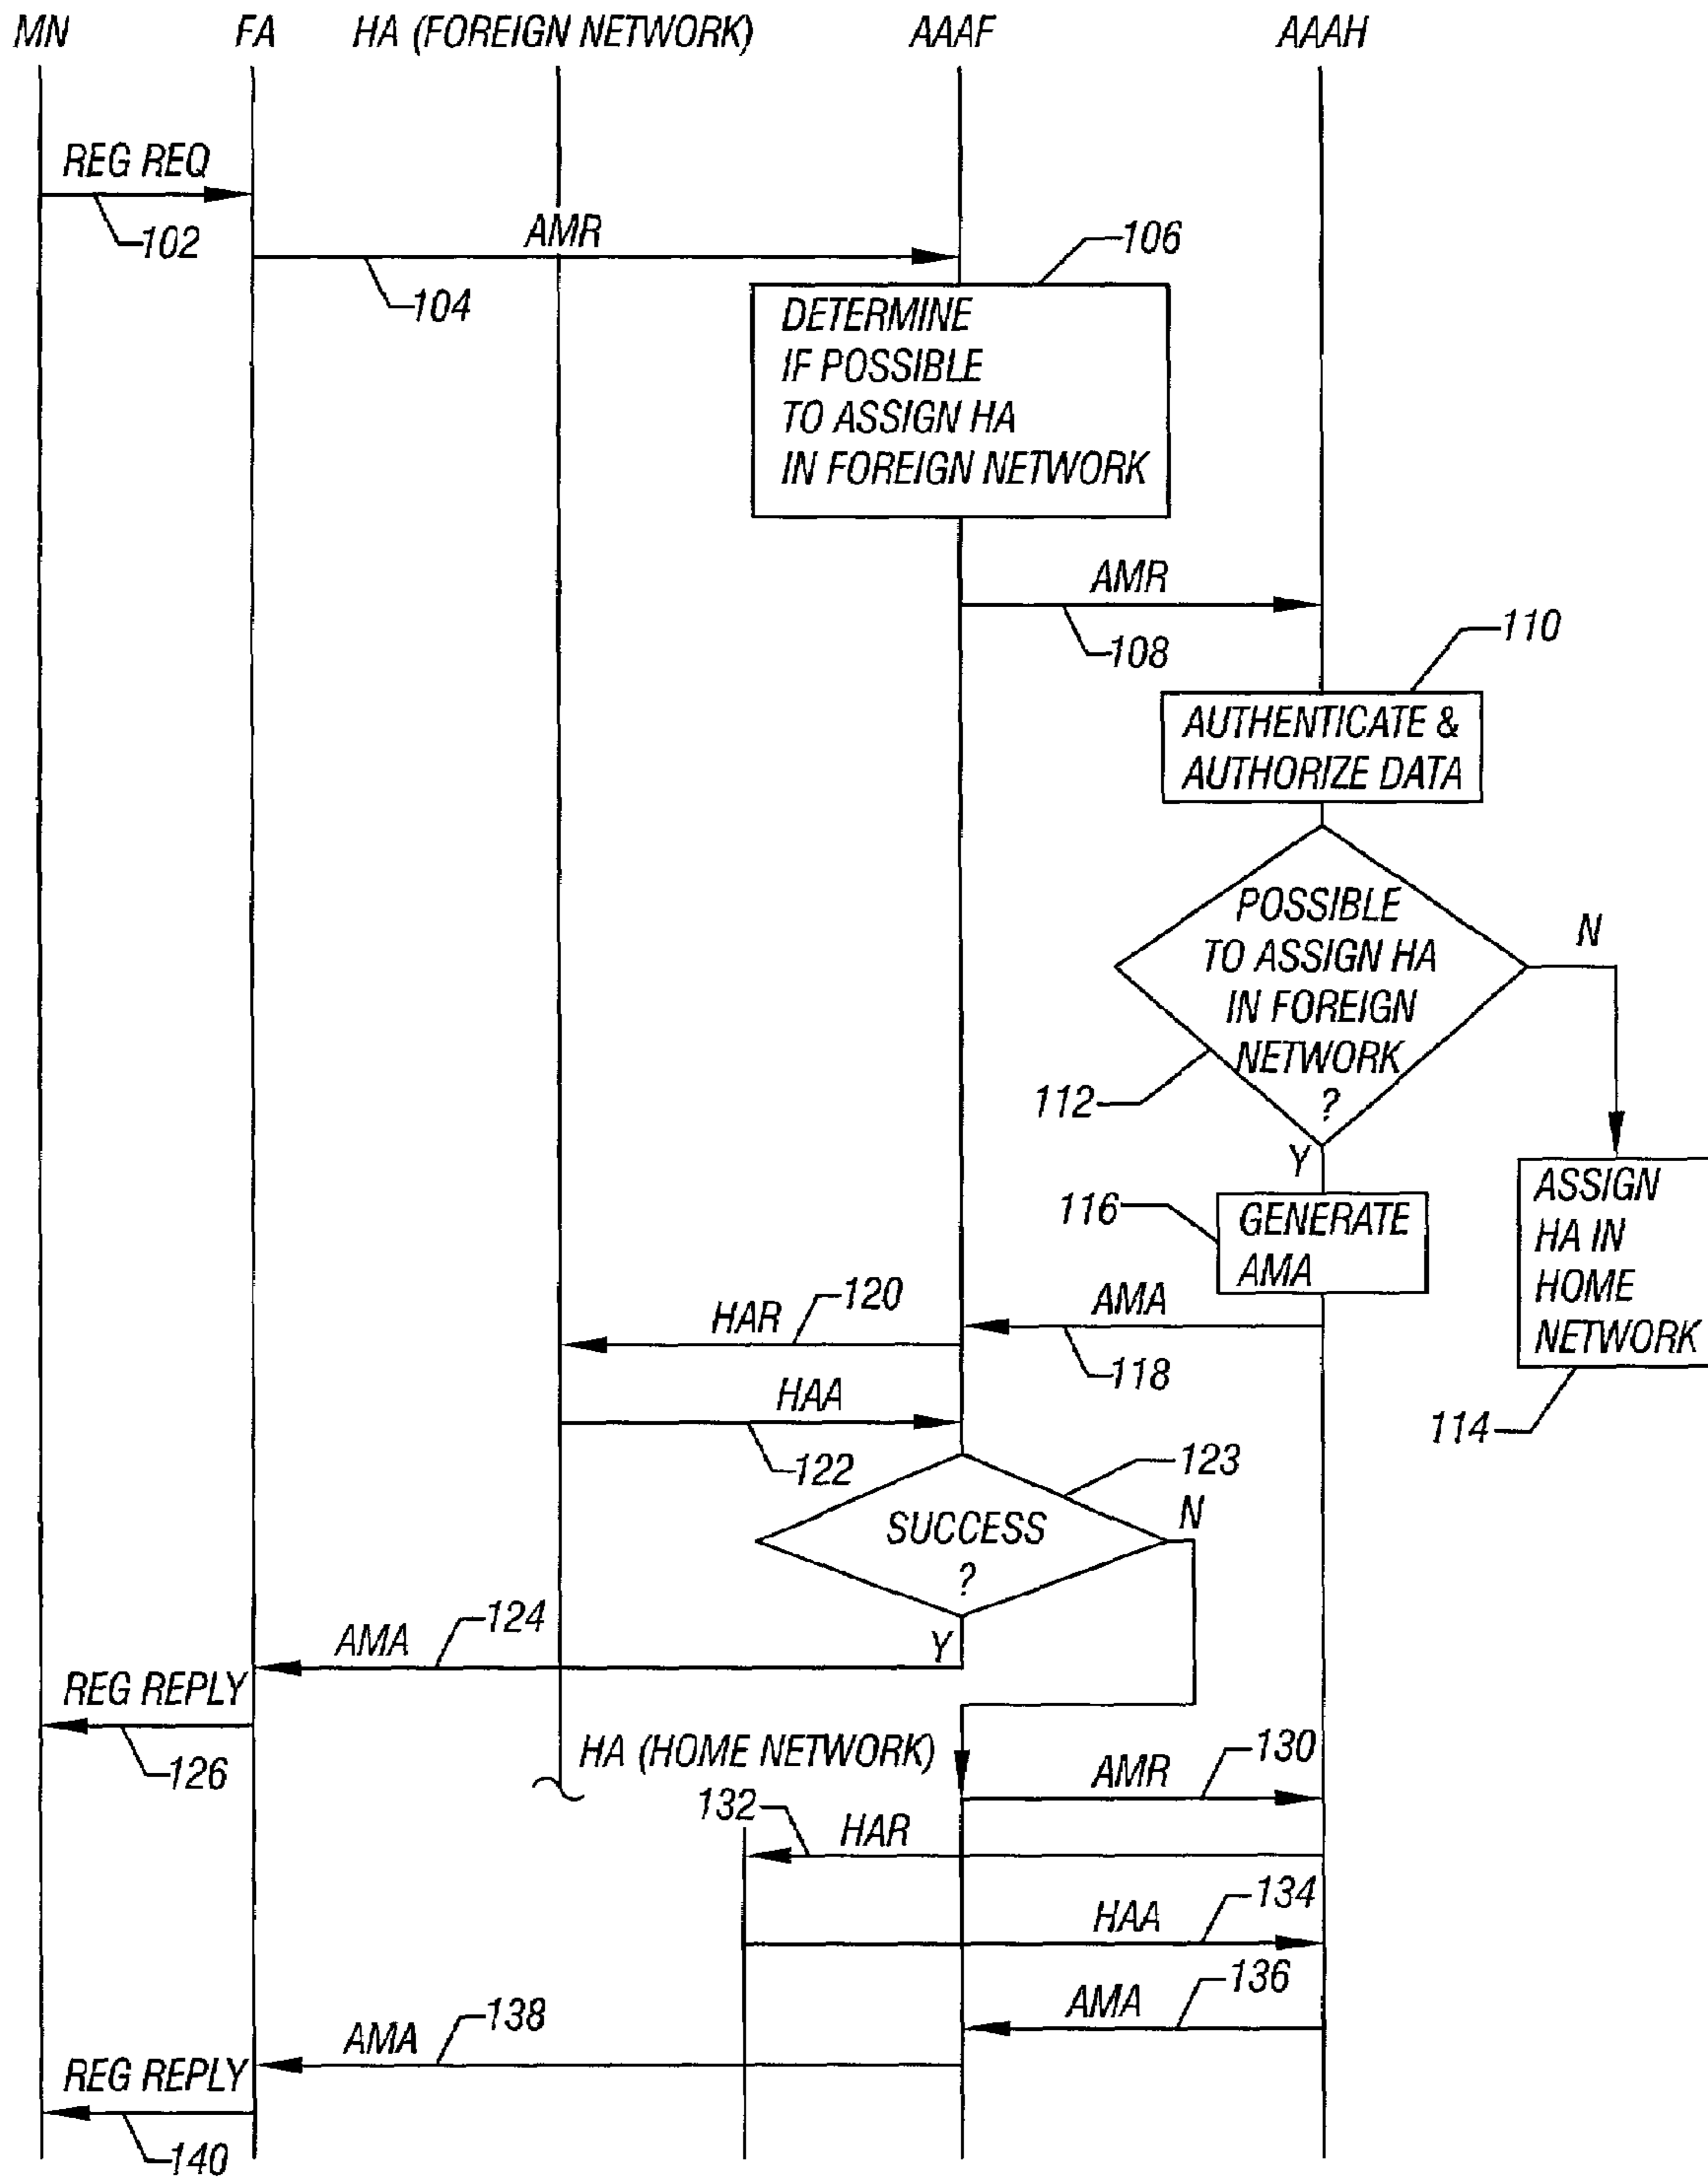 MN
FA
HA (FOREIGN NETWORK)
AAAF
AAAH
REG REQ
102
AMR
104
106
DETERMINE
IF POSSIBLE
TO ASSIGN HA
IN FOREIGN NETWORK
AMR
108
110
AUTHENTICATE &
AUTHORIZE DATA
POSSIBLE
TO ASSIGN HA
IN FOREIGN
NETWORK
?
N
112
Y
116
GENERATE
AMA
ASSIGN
HA IN
HOME
NETWORK
114
AMA
118
HAR
120
HAA
122
123
SUCCESS
?
N
Y
AMA
124
REG REPLY
126
HA (HOME NETWORK)
AMR
130
132
HAR
HAA
134
AMA
136
AMA
138
REG REPLY
140